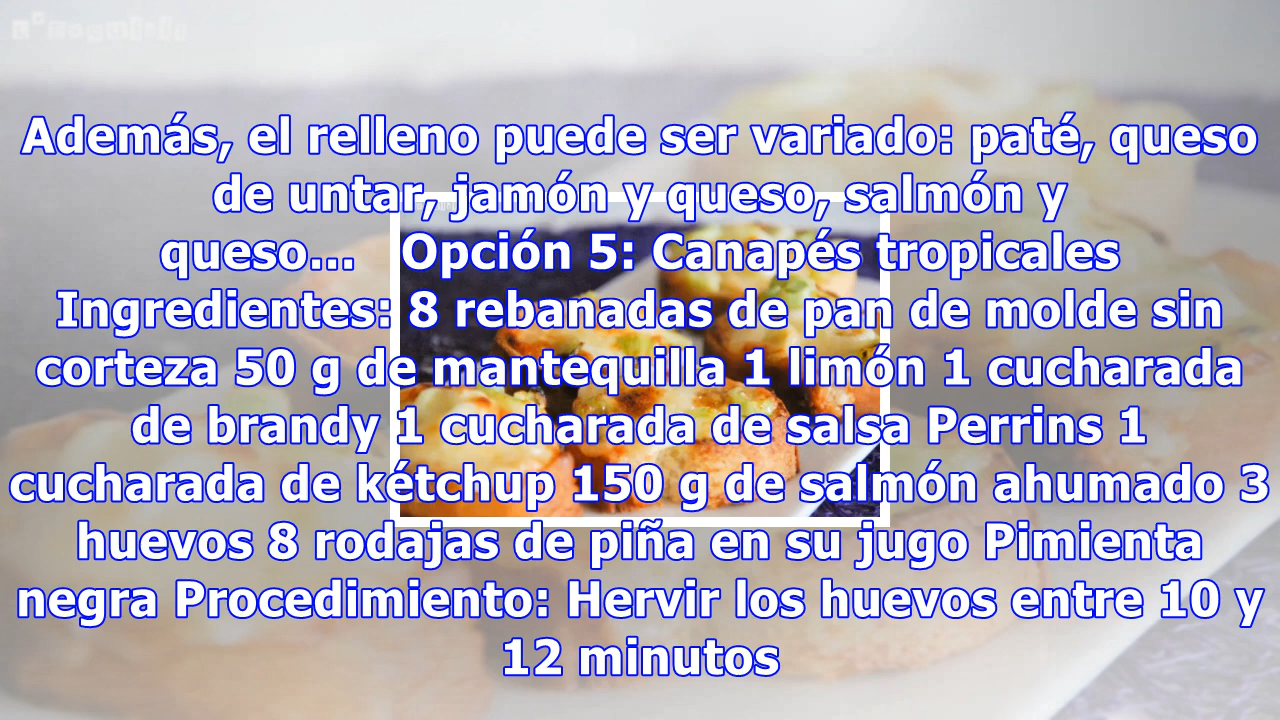 Además, el relleno puede ser variado: paté, queso
de untar, jamón y queso, salmón y
queso... Opción 5: Canapés tropicales
Ingredientes: 8 rebanadas de pan de molde sin
corteza 50 g de mantequilla 1 limón 1 cucharada
de brandy 1 cucharada de salsa Perrins 1
cucharada de kétchup 150 g de salmón ahumado 3
huevos 8 rodajas de piña en su jugo Pimienta
negra Procedimiento: Hervir los huevos entre 10 y
12 minutos